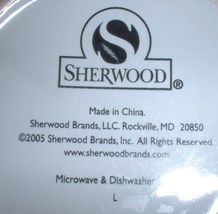 SHERWOOD®
Made in China.
Sherwood Brands, LLC. Rockville, MD 20850
©2005 Sherwood Brands, Inc. All Rights Reserved.
www.sherwoodbrands.com
Microwave & Dishwasher
L